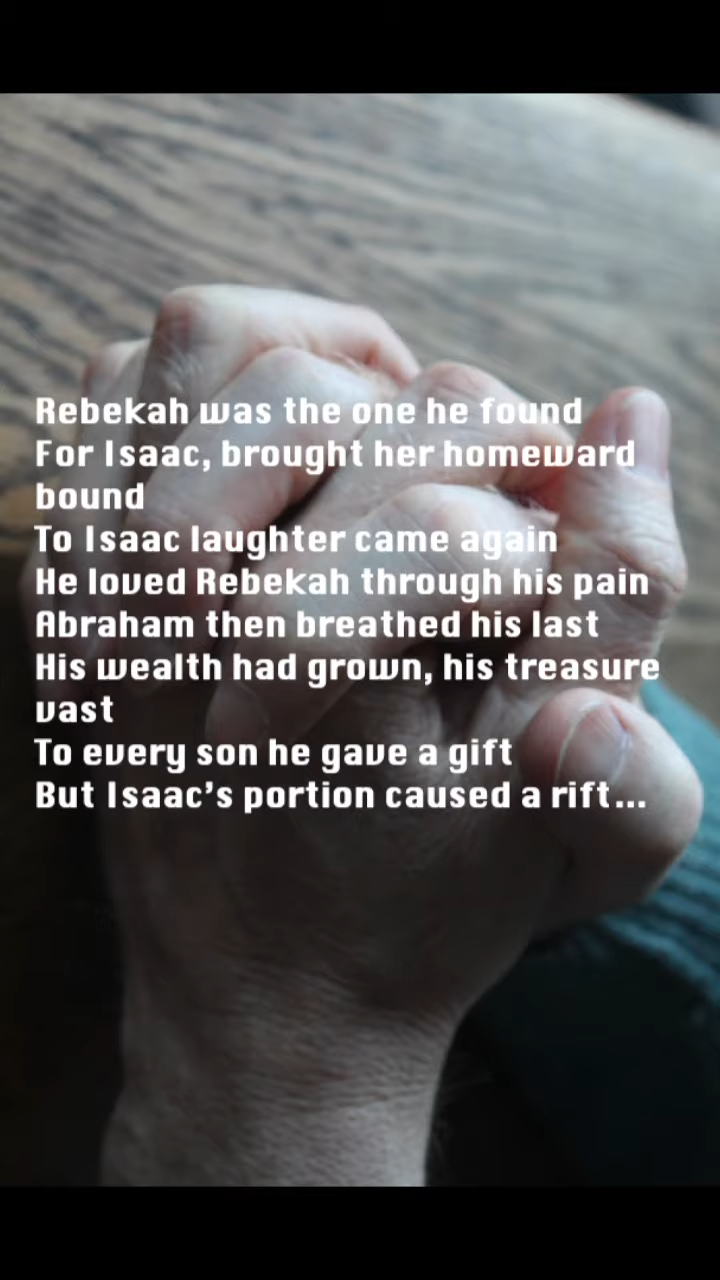 Rebekah was the one he found
For Isaac, brought her homeward
bound
To Isaac laughter came again
He loved Rebekah through his pain
Abraham then breathed his last
His wealth had grown, his treasure
vast
To every son he gave a gift
But Isaac's portion caused a rift...